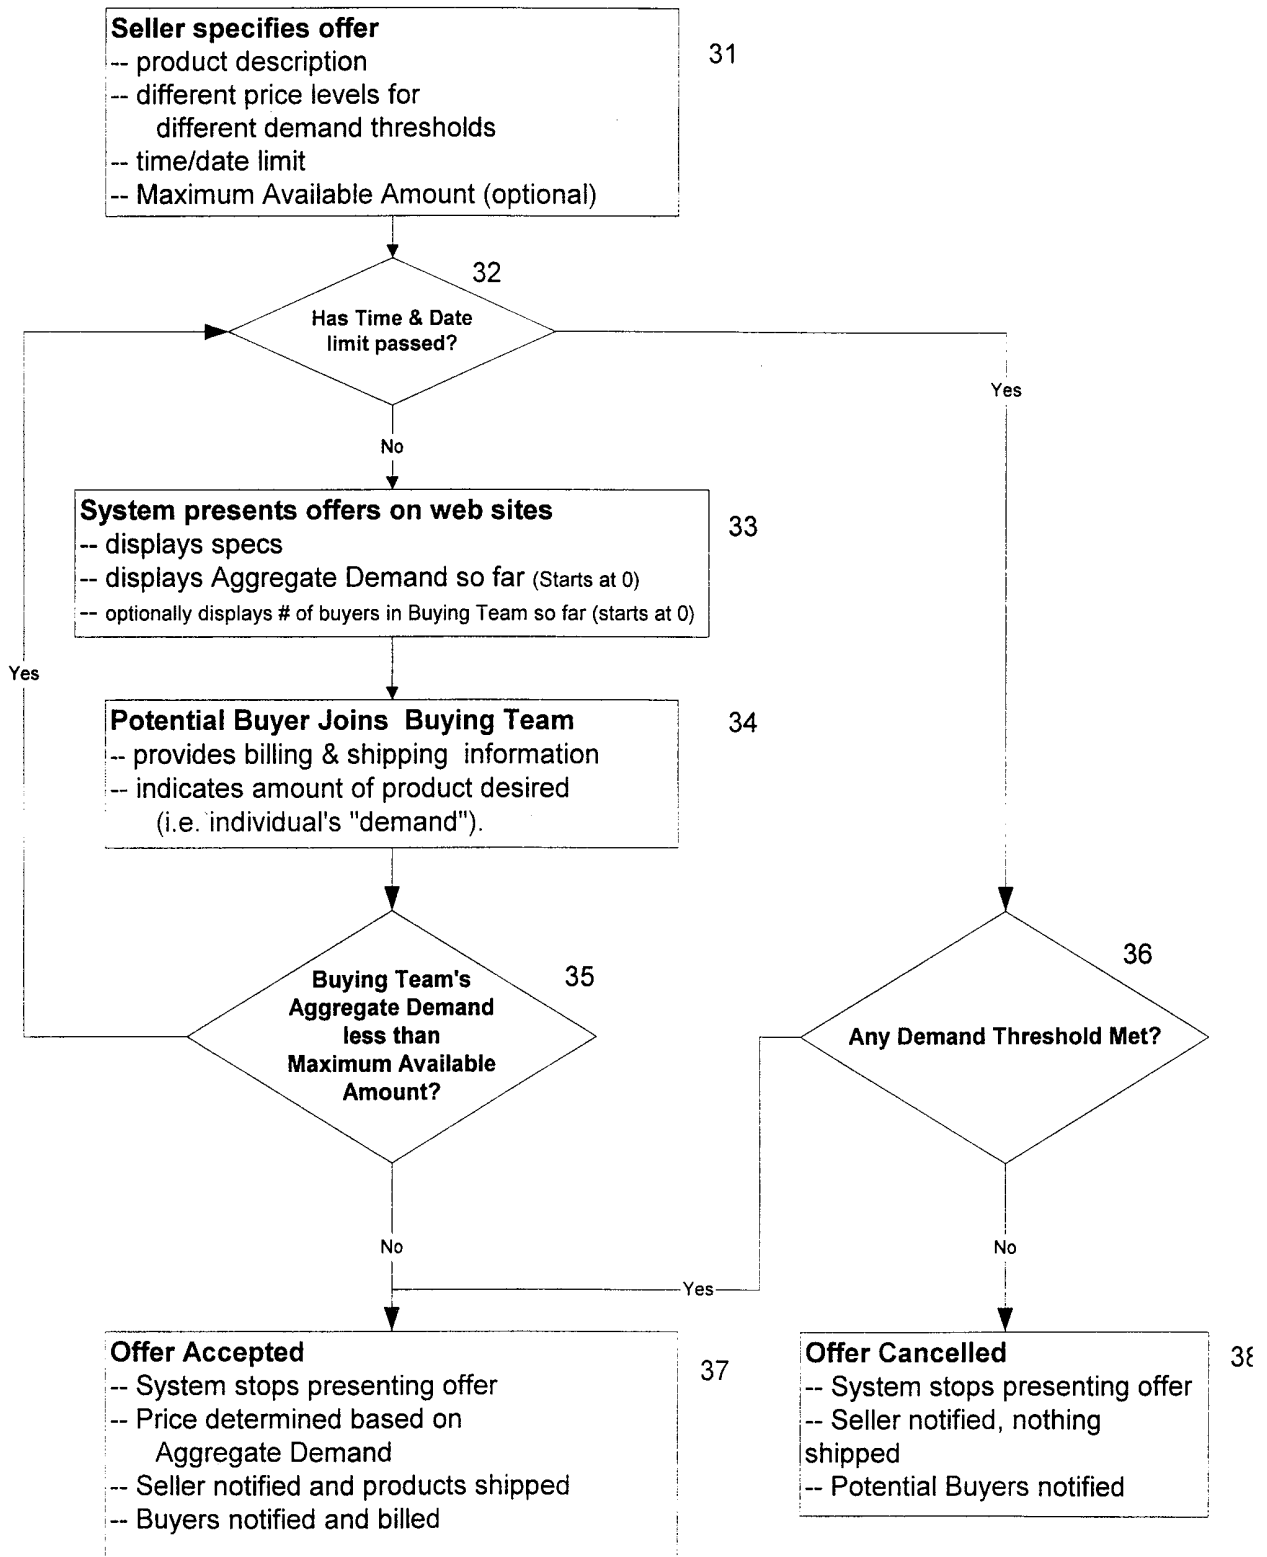 Seller specifies offer
-- product description
-- different price levels for
different demand thresholds
-- time/date limit
-- Maximum Available Amount (optional)
31
32
Has Time & Date
limit passed?
Yes
No
System presents offers on web sites
-- displays specs
-- displays Aggregate Demand so far (Starts at 0)
-- optionally displays # of buyers in Buying Team so far (starts at 0)
33
Yes
Potential Buyer Joins Buying Team
-- provides billing & shipping information
-- indicates amount of product desired
(i.e. individual's "demand").
34
35
Buying Team's
Aggregate Demand
less than
Maximum Available
Amount?
36
Any Demand Threshold Met?
No
No
Yes
Offer Accepted
-- System stops presenting offer
-- Price determined based on
Aggregate Demand
-- Seller notified and products shipped
-- Buyers notified and billed
37
Offer Cancelled
-- System stops presenting offer
-- Seller notified, nothing
shipped
-- Potential Buyers notified
38